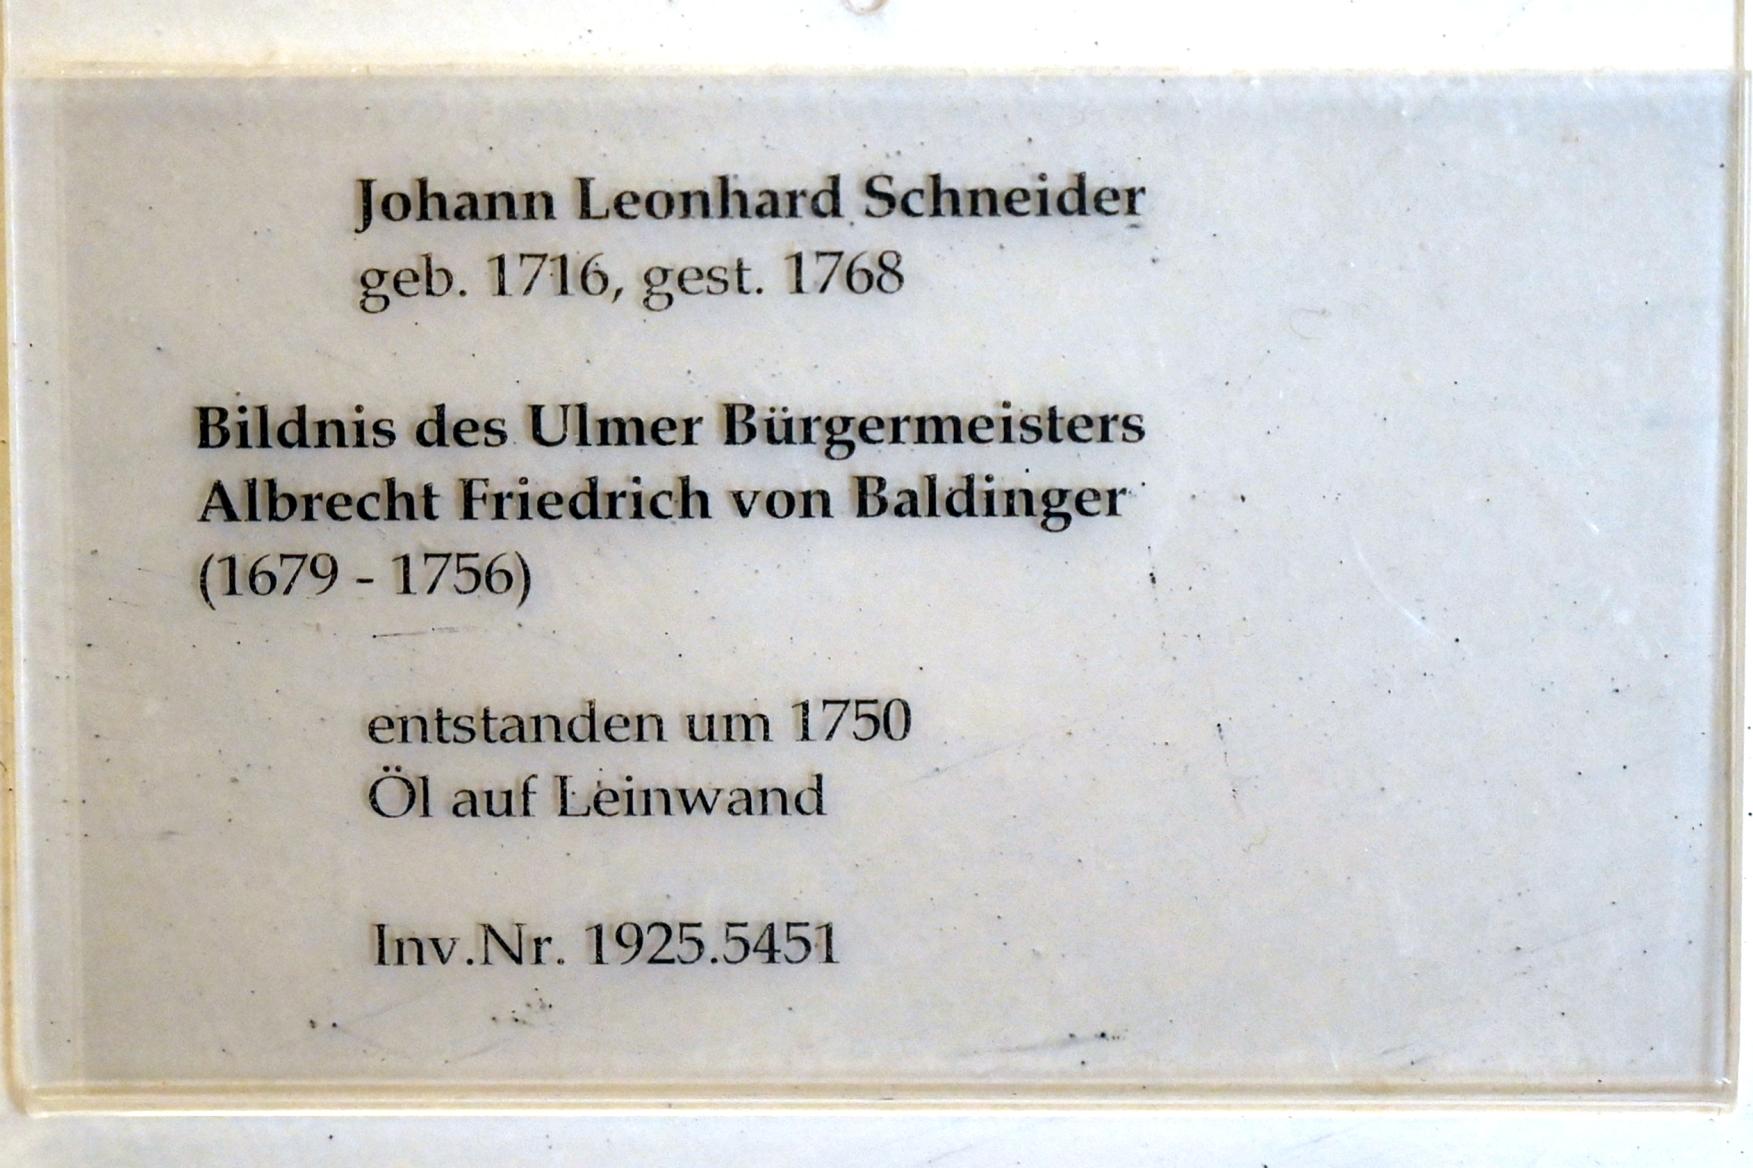 Johann Leonhard Schneider
geb. 1716, gest. 1768
Bildnis des Ulmer Bürgermeisters
Albrecht Friedrich von Baldinger
(1679 - 1756)
entstanden um 1750
Öl auf Leinwand
Inv.Nr. 1925.5451